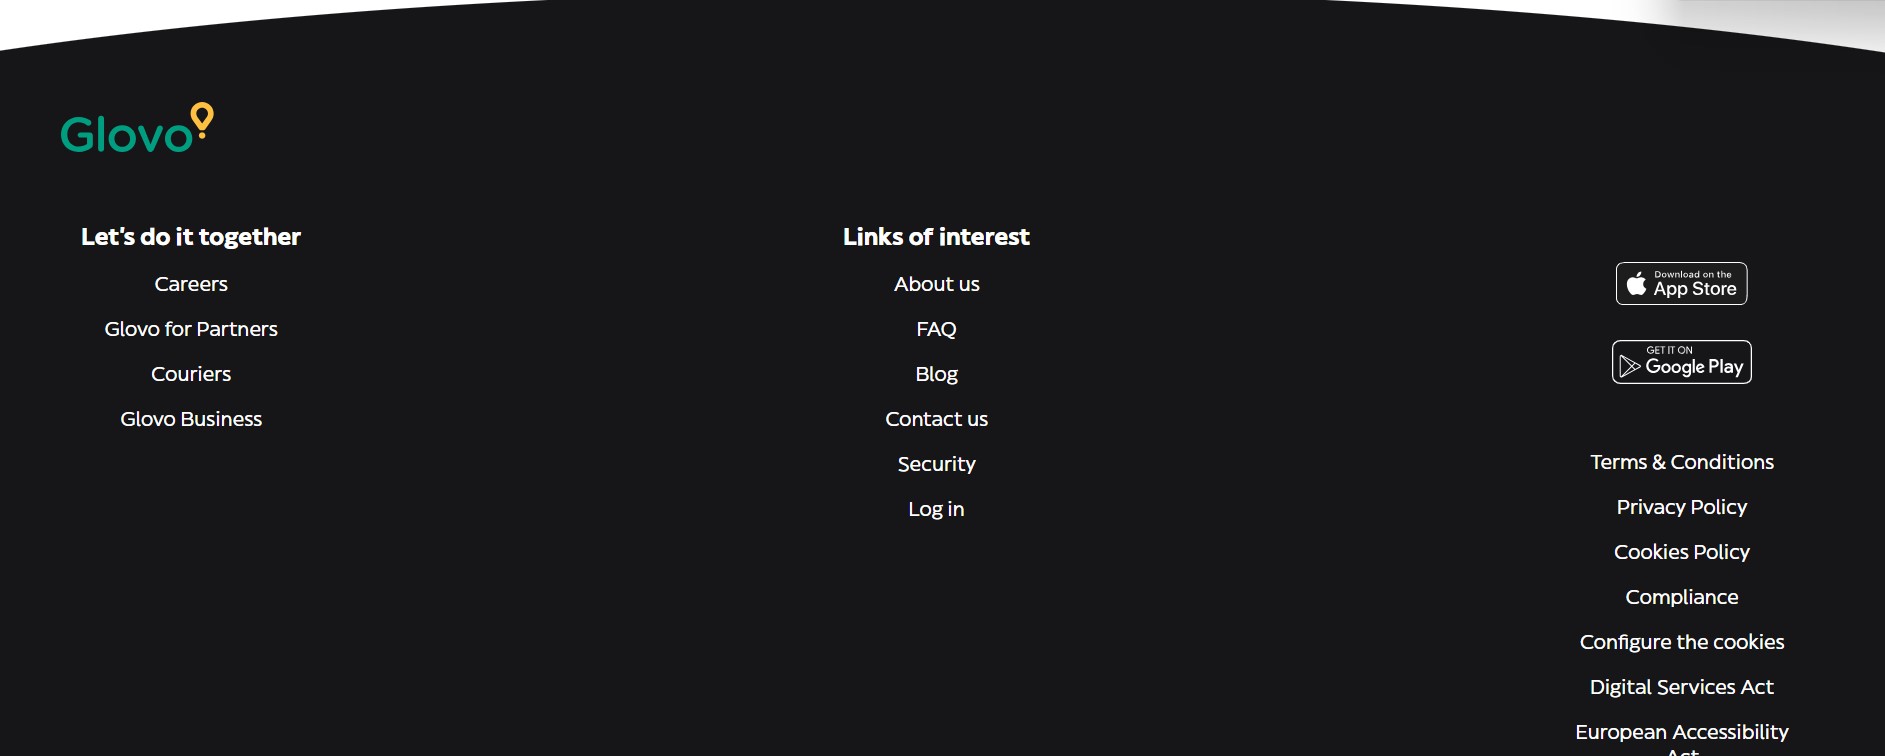 Glovo
Let's do it together
Careers
Glovo for Partners
Couriers
Glovo Business
Links of interest
About us
FAQ
Blog
Contact us
Security
Log in
Download on the
App Store
GET IT ON
Google Play
Terms & Conditions
Privacy Policy
Cookies Policy
Compliance
Configure the cookies
Digital Services Act
European Accessibility
Act